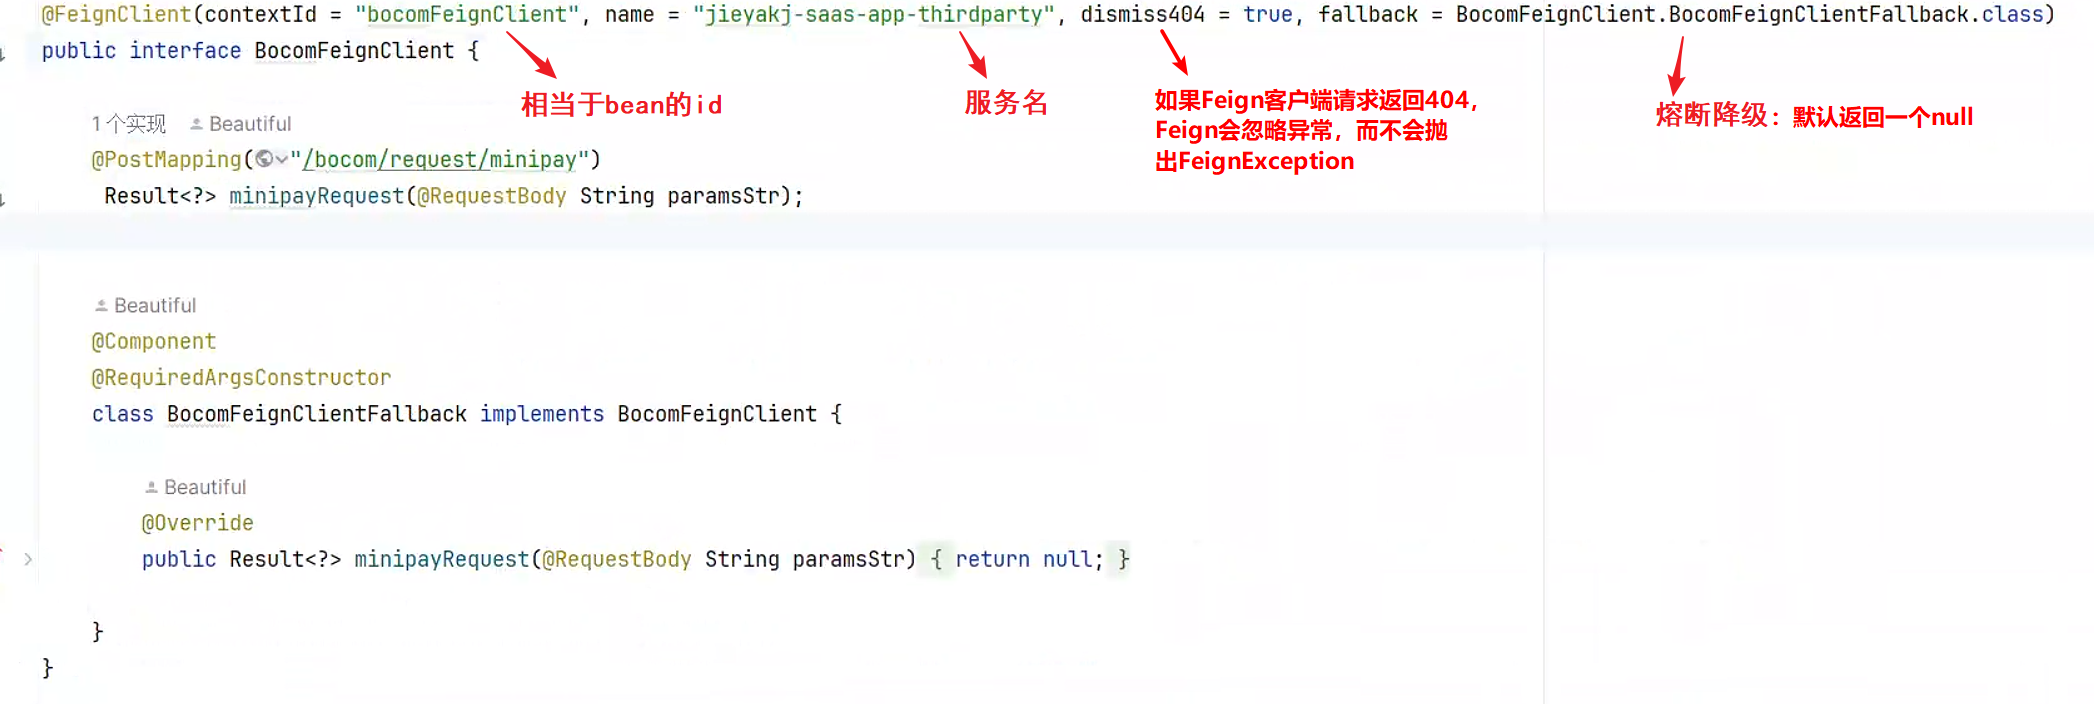 @FeignClient(contextId = "bocomFeignClient", name = "jieyakj-saas-app-thirdparty", dismiss404 = true, fallback = BocomFeignClient.BocomFeignClientFallback.class)
public interface BocomFeignClient {
相当于bean的id
服务名
如果Feign客户端请求返回404，
Feign会忽略异常，而不会抛
出FeignException
熔断降级：默认返回一个null
1个实现 Beautiful
@PostMapping("/bocom/request/minipay")
Result<?> minipayRequest(@RequestBody String paramsStr);
Beautiful
@Component
@RequiredArgsConstructor
class BocomFeignClientFallback implements BocomFeignClient {
Beautiful
@Override
public Result<?> minipayRequest(@RequestBody String paramsStr) { return null; }
}
}